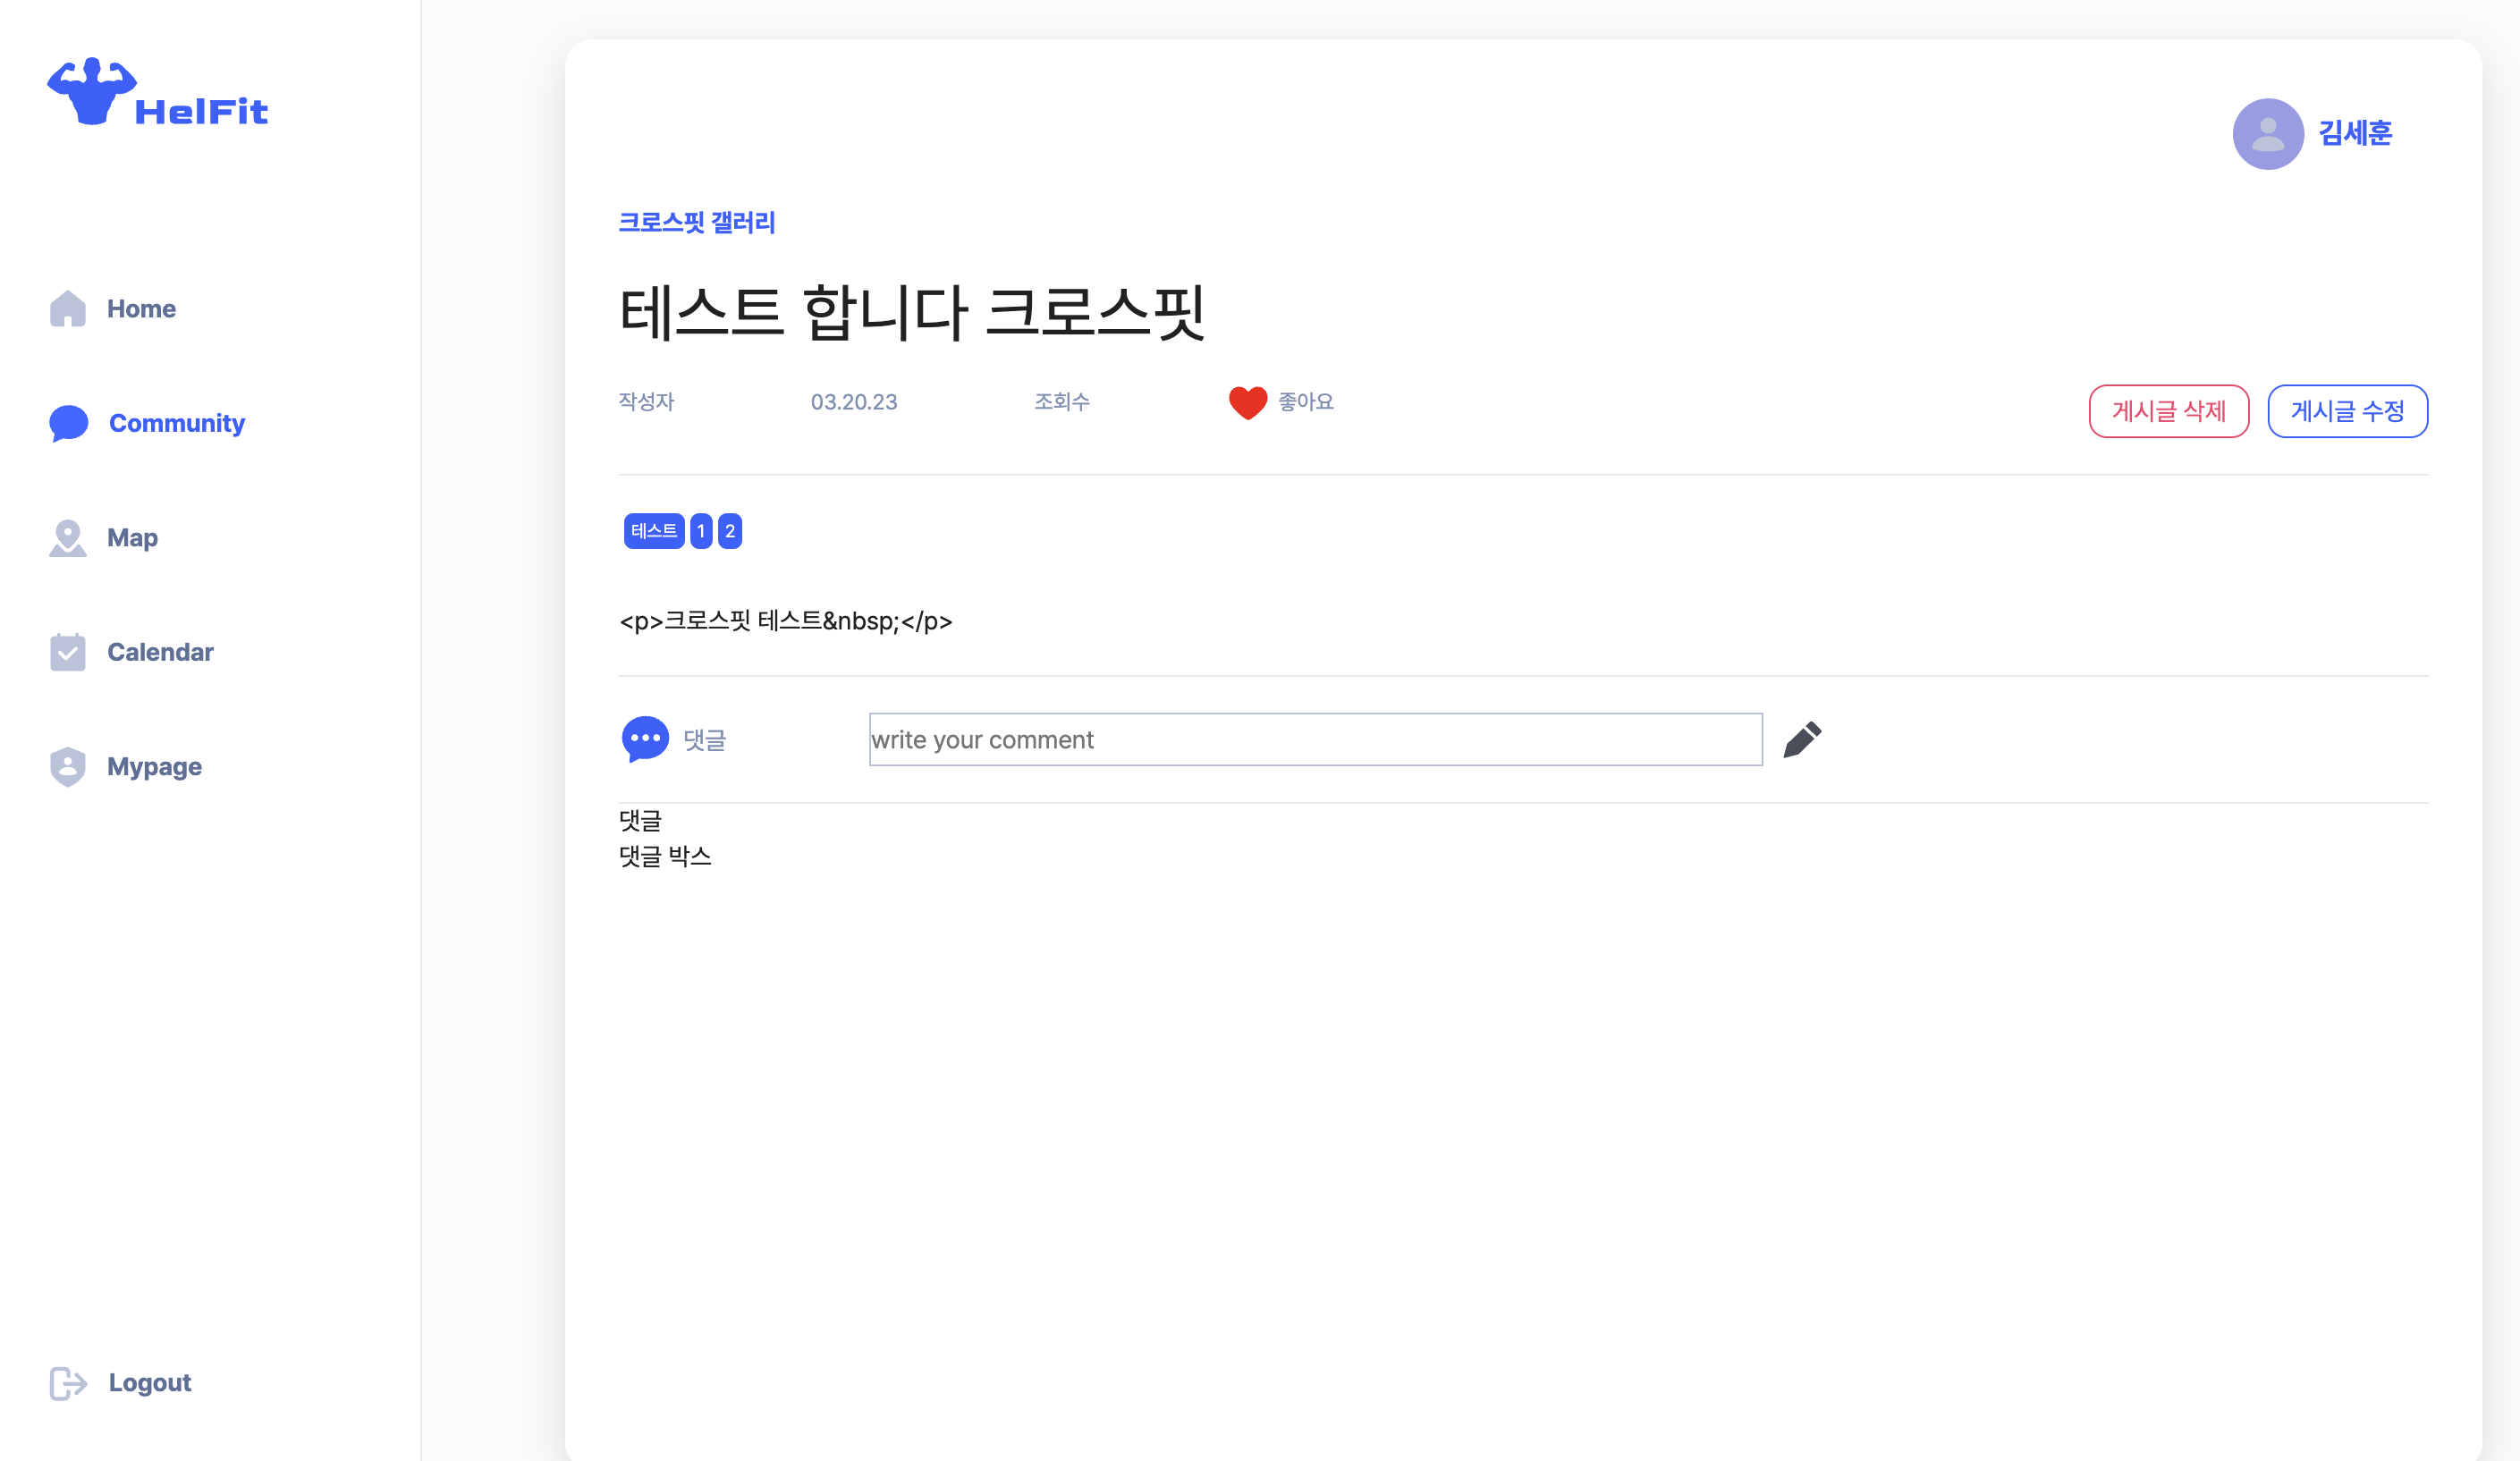 HelFit
Home
Community
Map
Calendar
Mypage
Logout
김세훈
크로스핏 갤러리
테스트 합니다 크로스핏
작성자 03.20.23 조회수 좋아요 게시글 삭제 게시글 수정
테스트 1 2
<p>크로스핏 테스트&nbsp;</p>
댓글 write your comment
댓글
댓글 박스